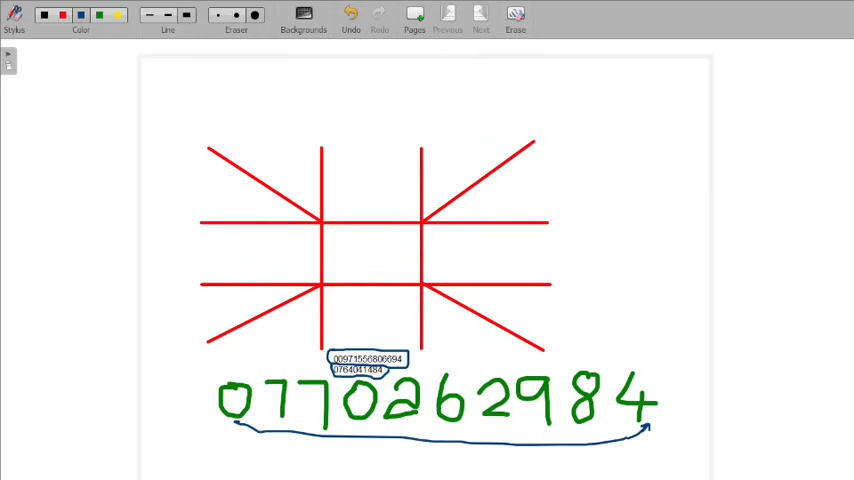 Stylus
Color
Line
Eraser
Backgrounds
Undo
Redo
Pages
Previous
Next
Erase
00971556806694
0764041484
0770262984